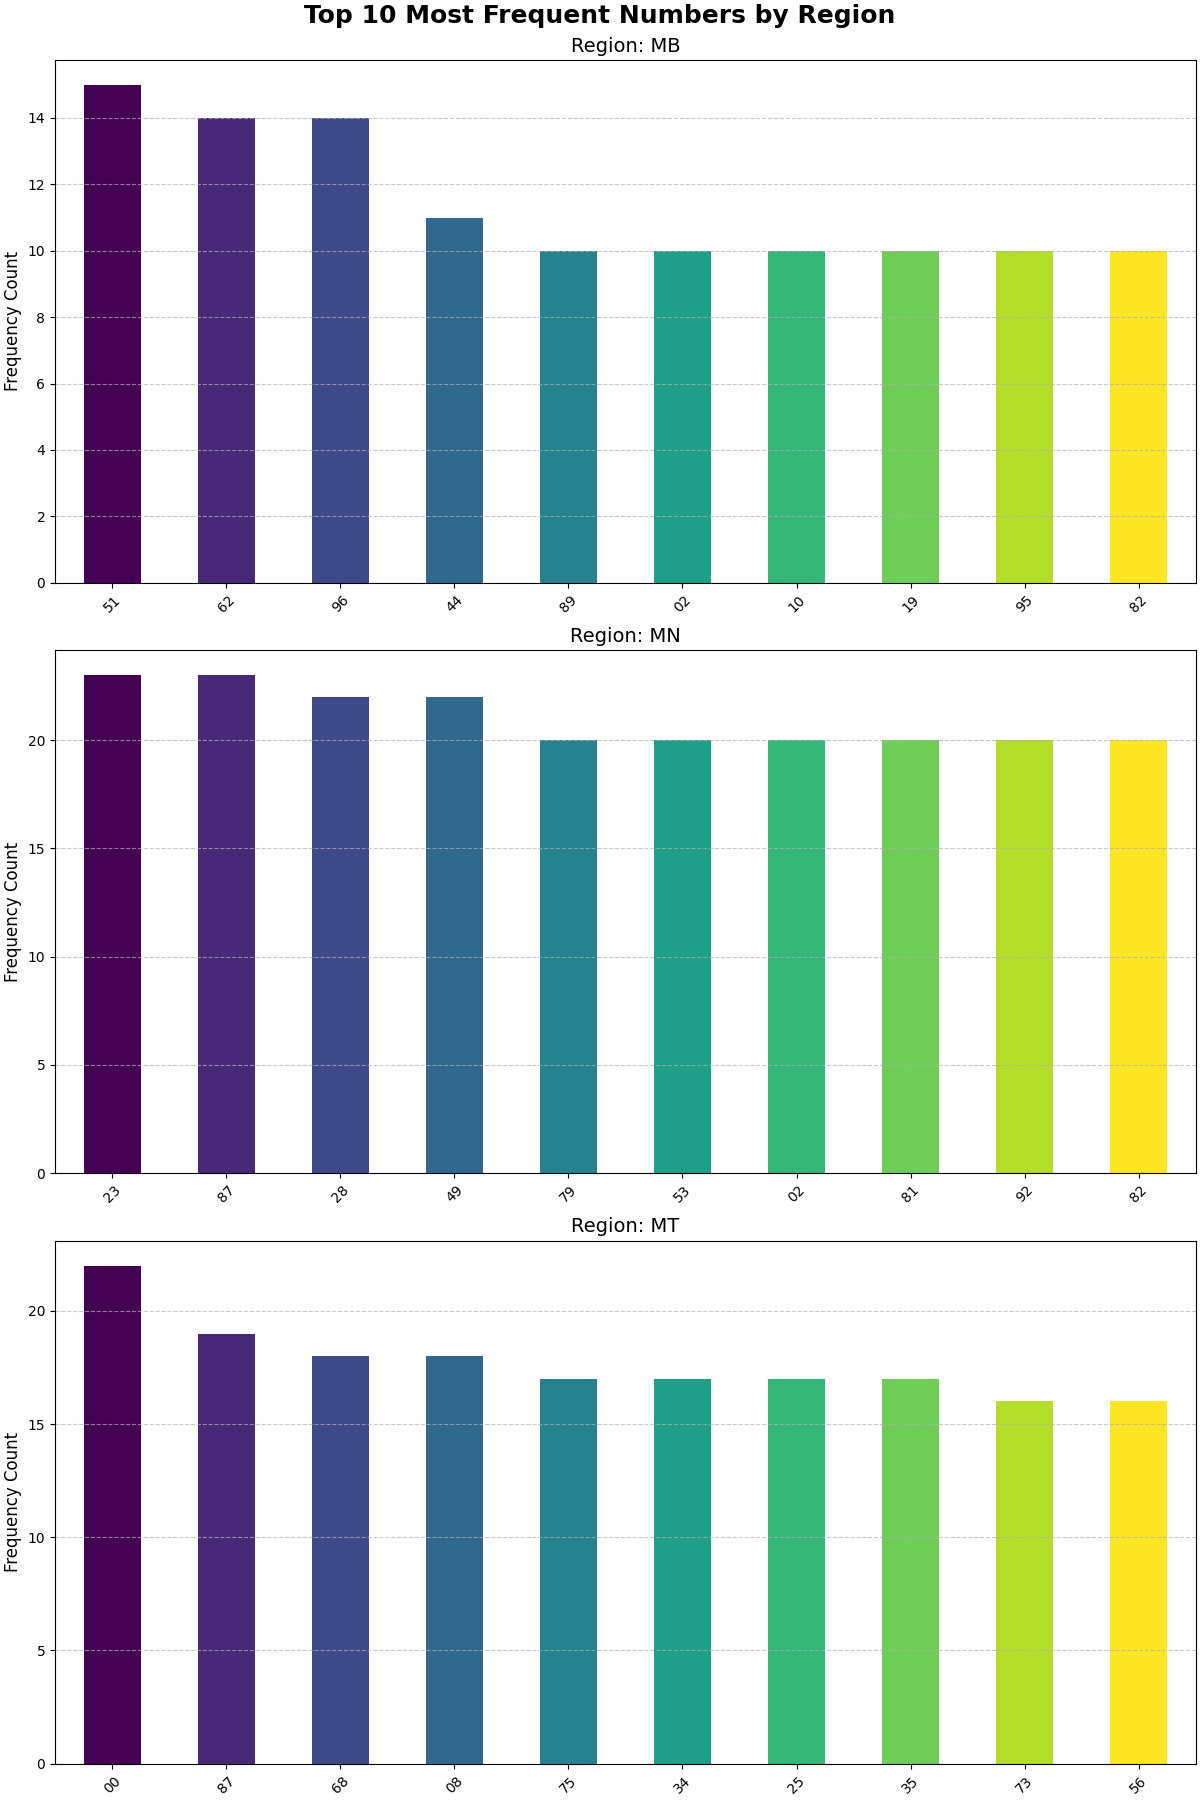 Top 10 Most Frequent Numbers by Region
Region: MB
Frequency Count
14
12
10
8
6
4
2
0
51 62 96 44 89 02 10 19 95 82
Region: MN
Frequency Count
20
15
10
5
0
23 87 28 49 79 53 02 81 92 82
Region: MT
Frequency Count
20
15
10
5
0
00 87 68 08 75 34 25 35 73 56